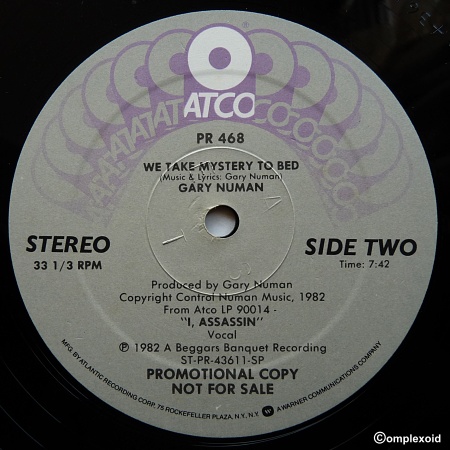 ATCO
PR 468
WE TAKE MYSTERY TO BED
(Music & Lyrics: Gary Numan)
GARY NUMAN
STEREO
33 1/3 RPM
SIDE TWO
Time: 7:42
Produced by Gary Numan
Copyright Control Numan Music, 1982
From Atco LP 90014 -
"I, ASSASSIN"
Vocal
Ⓟ 1982 A Beggars Banquet Recording
ST-PR-43611-SP
PROMOTIONAL COPY
NOT FOR SALE
MFG. BY ATLANTIC RECORDING CORP. 75 ROCKEFELLER PLAZA, N.Y., N.Y. A WARNER COMMUNICATIONS COMPANY
©omplexoid